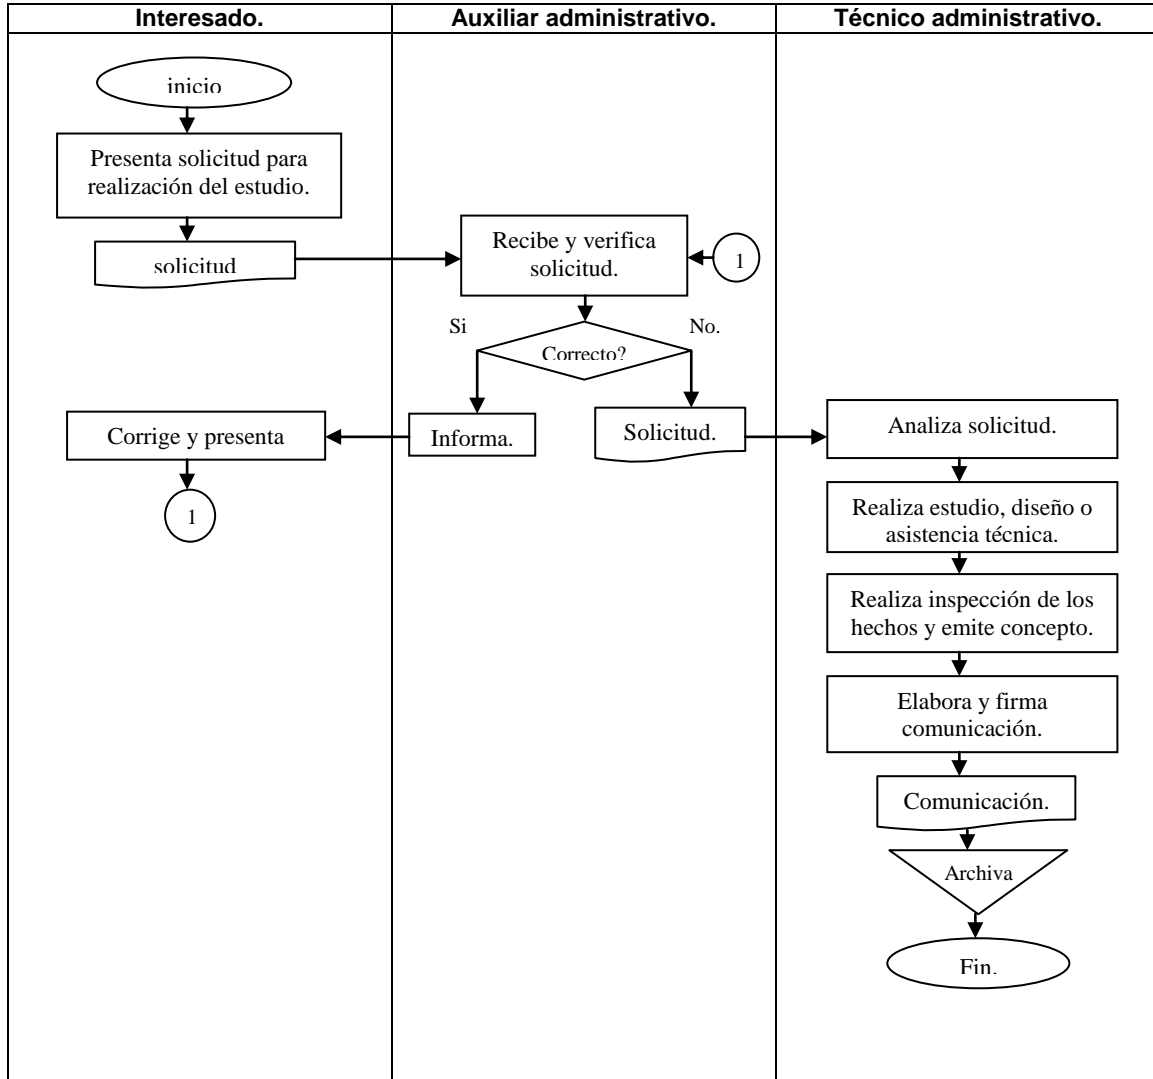 Interesado.
Auxiliar administrativo.
Técnico administrativo.
inicio
Presenta solicitud para
realización del estudio.
solicitud
Recibe y verifica
solicitud.
1
Si
No.
Correcto?
Corrige y presenta
Informa.
Solicitud.
Analiza solicitud.
1
Realiza estudio, diseño o
asistencia técnica.
Realiza inspección de los
hechos y emite concepto.
Elabora y firma
comunicación.
Comunicación.
Archiva
Fin.